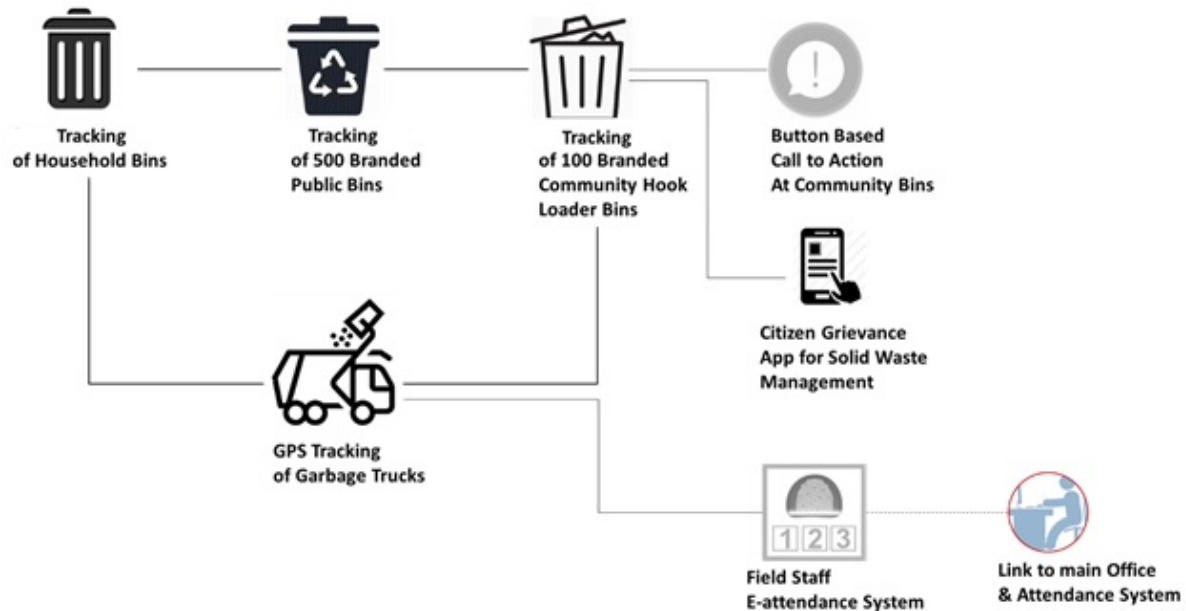 Tracking
of Household Bins
Tracking
of 500 Branded
Public Bins
Tracking
of 100 Branded
Community Hook
Loader Bins
Button Based
Call to Action
At Community Bins
Citizen Grievance
App for Solid Waste
Management
GPS Tracking
of Garbage Trucks
1 2 3
Field Staff
E-attendance System
Link to main Office
& Attendance System